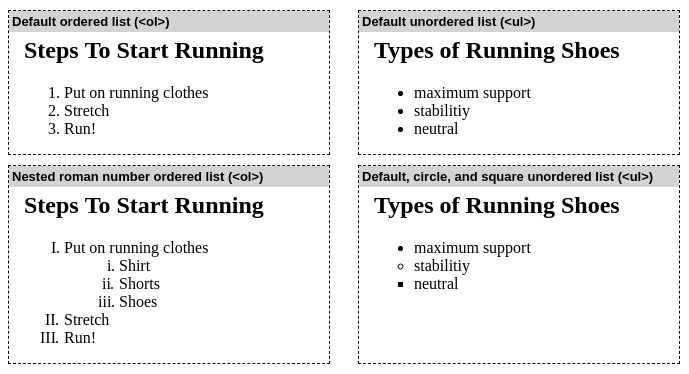 Default ordered list (<ol>)
Steps To Start Running
1. Put on running clothes
2. Stretch
3. Run!
Default unordered list (<ul>)
Types of Running Shoes
• maximum support
• stabilitiy
• neutral
Nested roman number ordered list (<ol>)
Steps To Start Running
I. Put on running clothes
i. Shirt
ii. Shorts
iii. Shoes
II. Stretch
III. Run!
Default, circle, and square unordered list (<ul>)
Types of Running Shoes
• maximum support
○ stabilitiy
▪ neutral